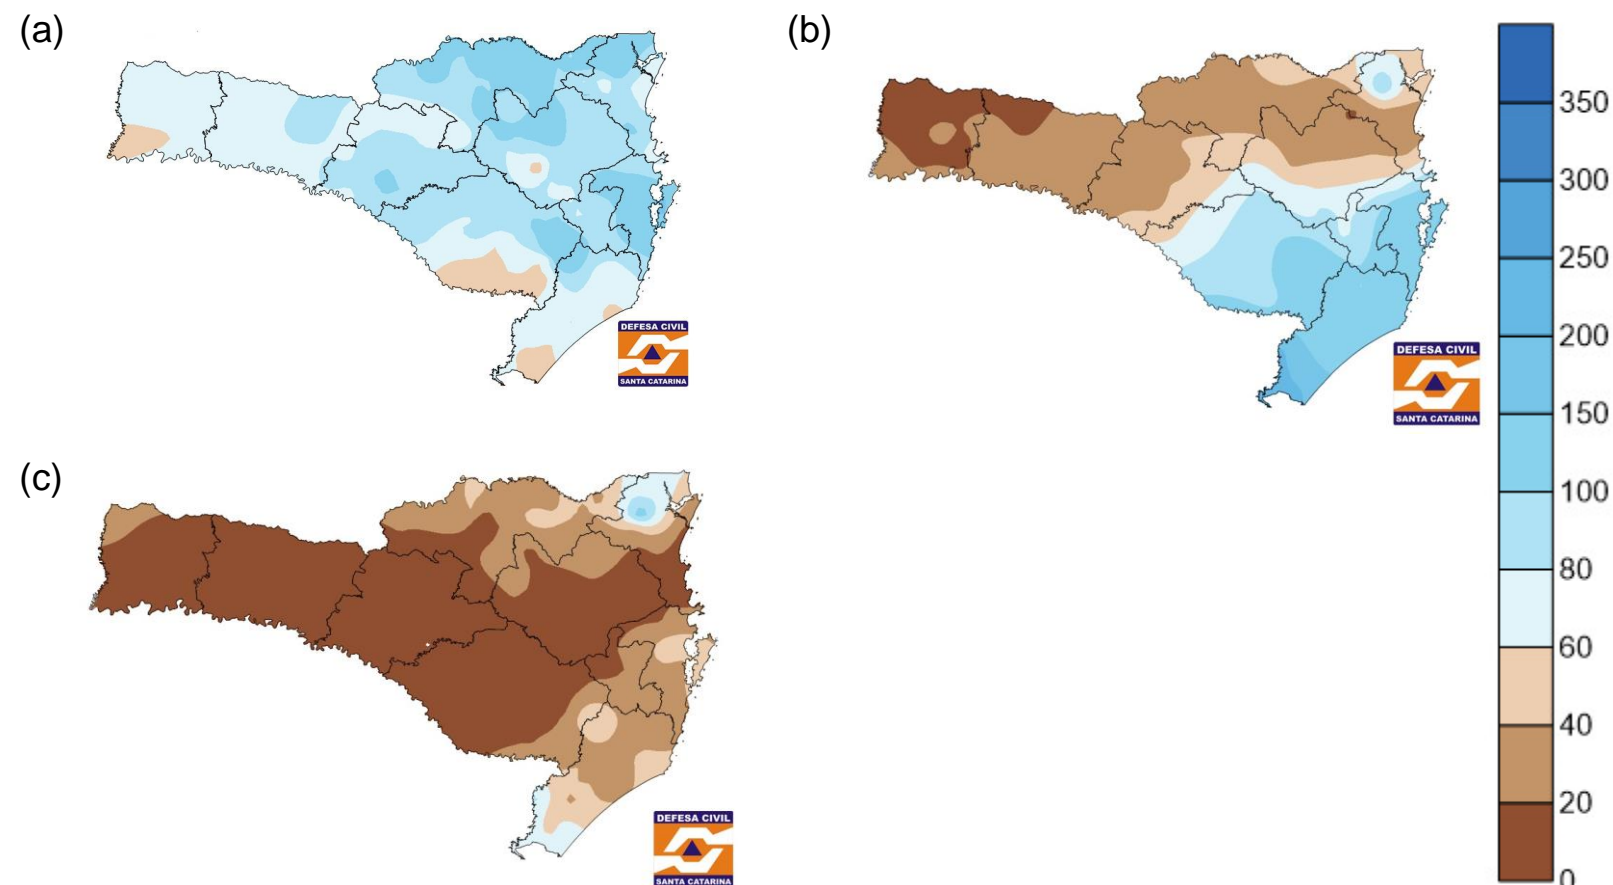 (a)
(b)
350
300
250
200
150
100
80
60
40
20
0
DEFESA CIVIL
SANTA CATARINA
DEFESA CIVIL
SANTA CATARINA
(c)
DEFESA CIVIL
SANTA CATARINA